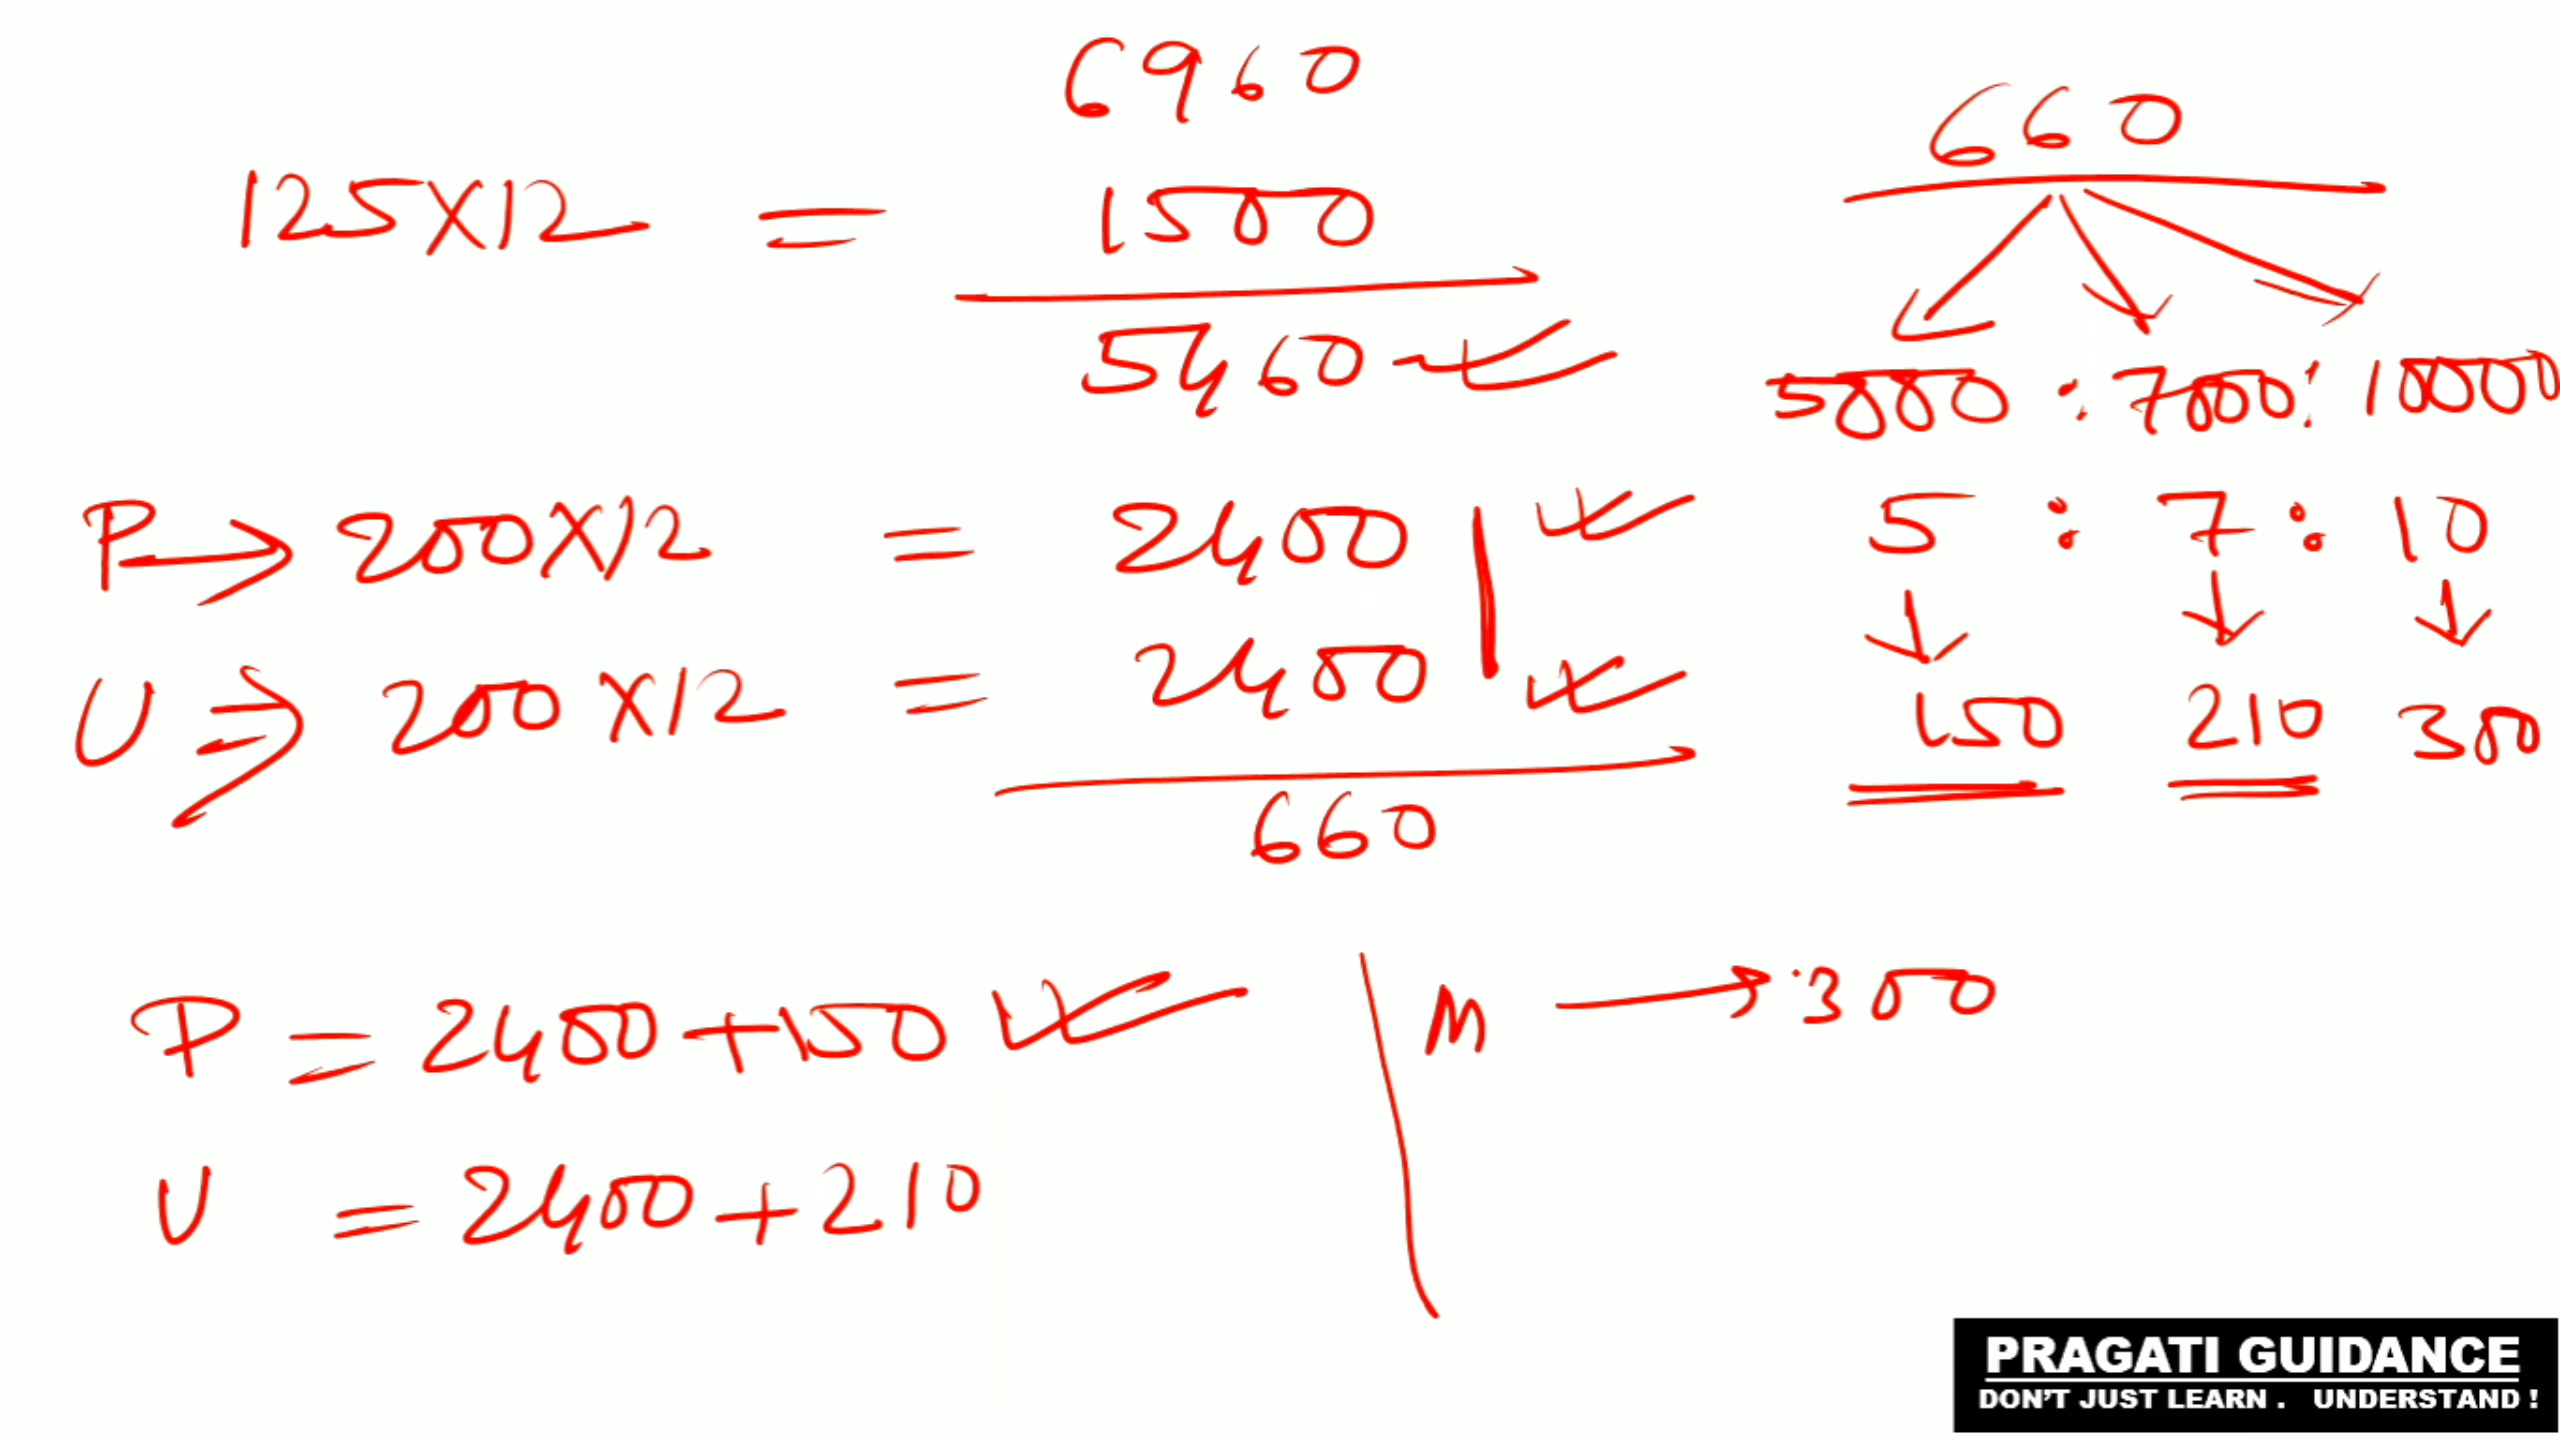 6960
125X12 = 1500
5460
P → 200X12 = 2400
U ⇒ 200X12 = 2400
660
660
5000 : 7000 : 10000
5 : 7 : 10
150 210 300
P = 2400+150
U = 2400+210
M → 300
PRAGATI GUIDANCE
DON'T JUST LEARN . UNDERSTAND !